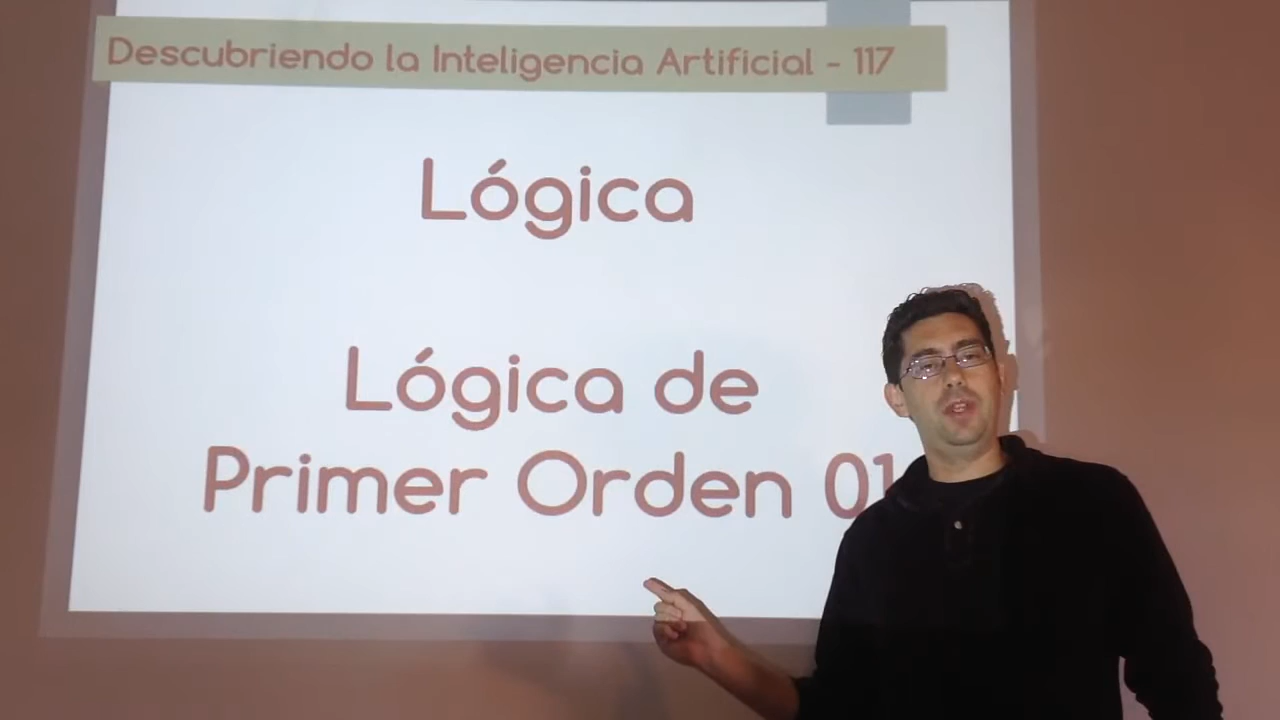 Descubriendo la Inteligencia Artificial - 117
Lógica
Lógica de
Primer Orden 01